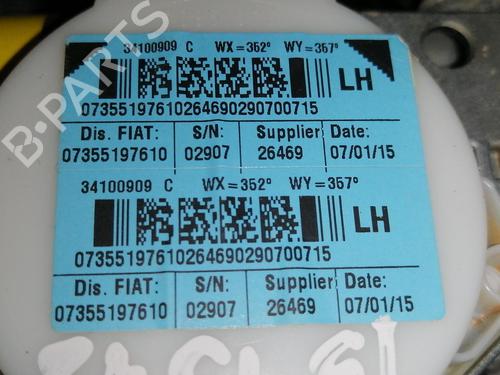 34100909 C WX=352° WY=357°
LH
07355197610264690290700715
Dis. FIAT: S/N: Supplier Date:
07355197610 02907 26469 07/01/15
34100909 C WX=352° WY=357°
LH
07355197610264690290700715
Dis. FIAT: S/N: Supplier: Date:
07355197610 02907 26469 07/01/15
B-PARTS